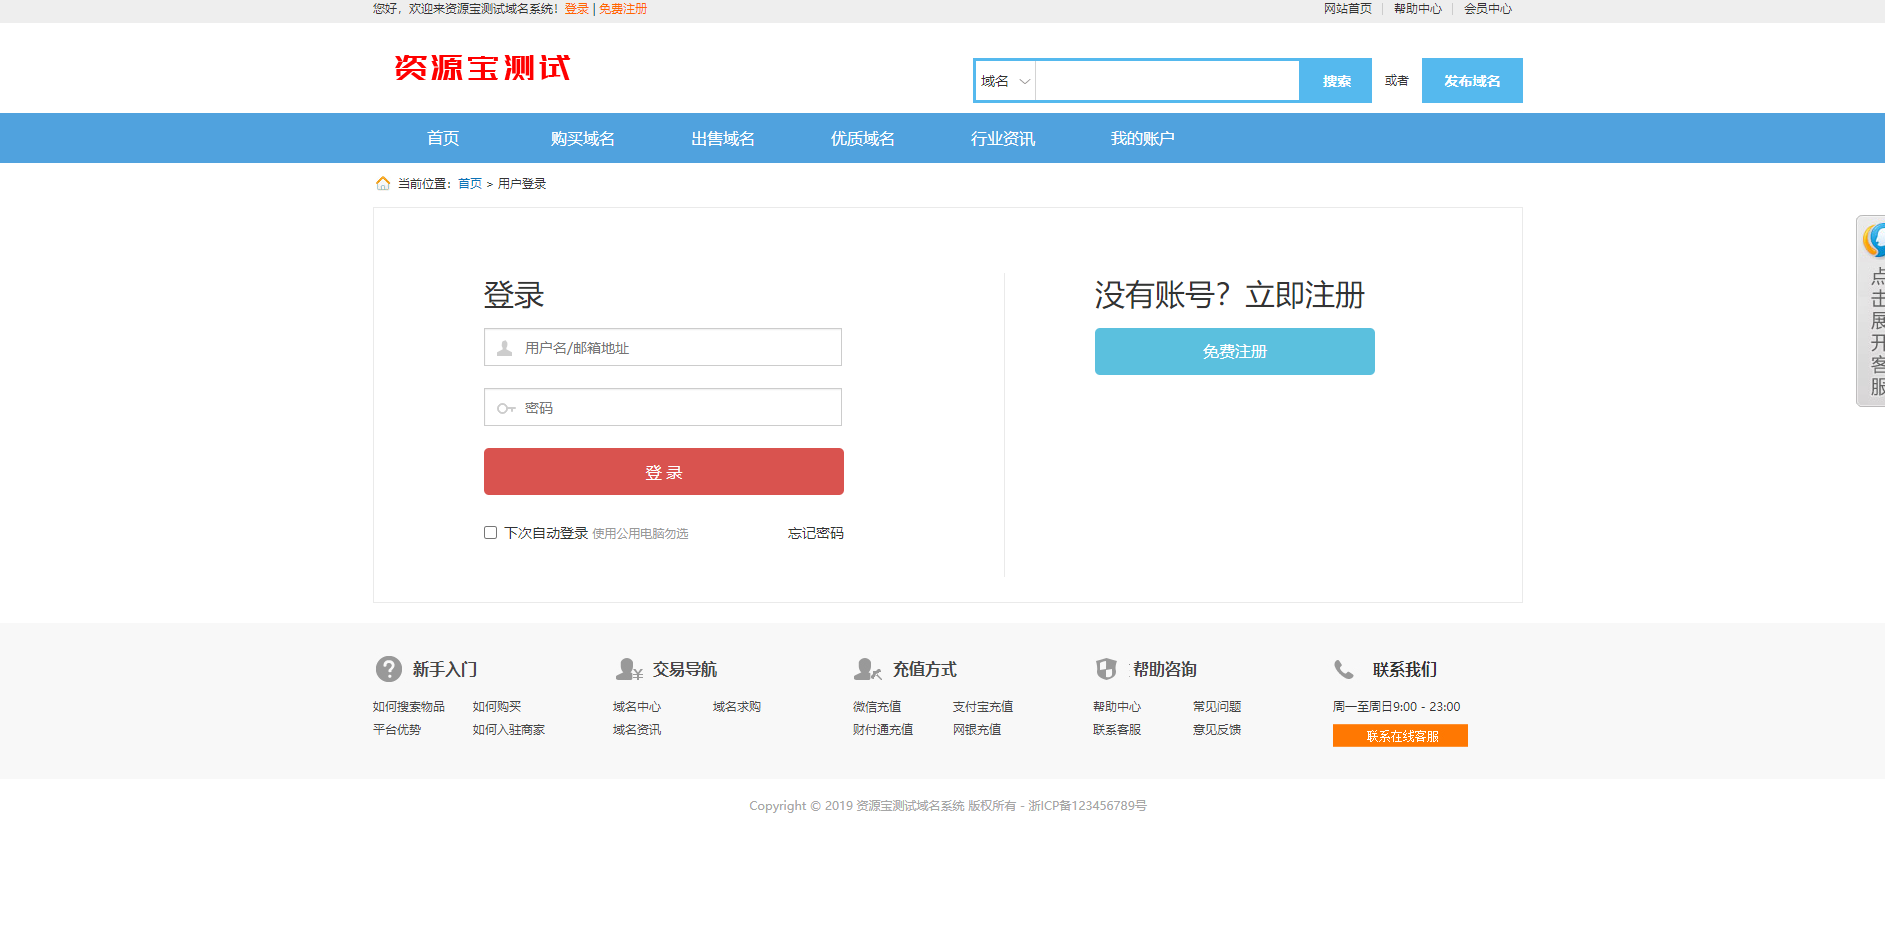 您好，欢迎来资源宝测试域名系统！登录 | 免费注册
网站首页 帮助中心 会员中心
资源宝测试
域名 搜索 或者 发布域名
首页 购买域名 出售域名 优质域名 行业资讯 我的账户
当前位置：首页 > 用户登录
登录
用户名/邮箱地址
密码
登 录
下次自动登录 使用公用电脑勿选 忘记密码
没有账号？立即注册
免费注册
点击展开客服
新手入门
如何搜索物品 如何购买
平台优势 如何入驻商家
交易导航
域名中心 域名求购
域名资讯
充值方式
微信充值 支付宝充值
财付通充值 网银充值
帮助咨询
帮助中心 常见问题
联系客服 意见反馈
联系我们
周一至周日9:00 - 23:00
联系在线客服
Copyright © 2019 资源宝测试域名系统 版权所有 - 浙ICP备123456789号